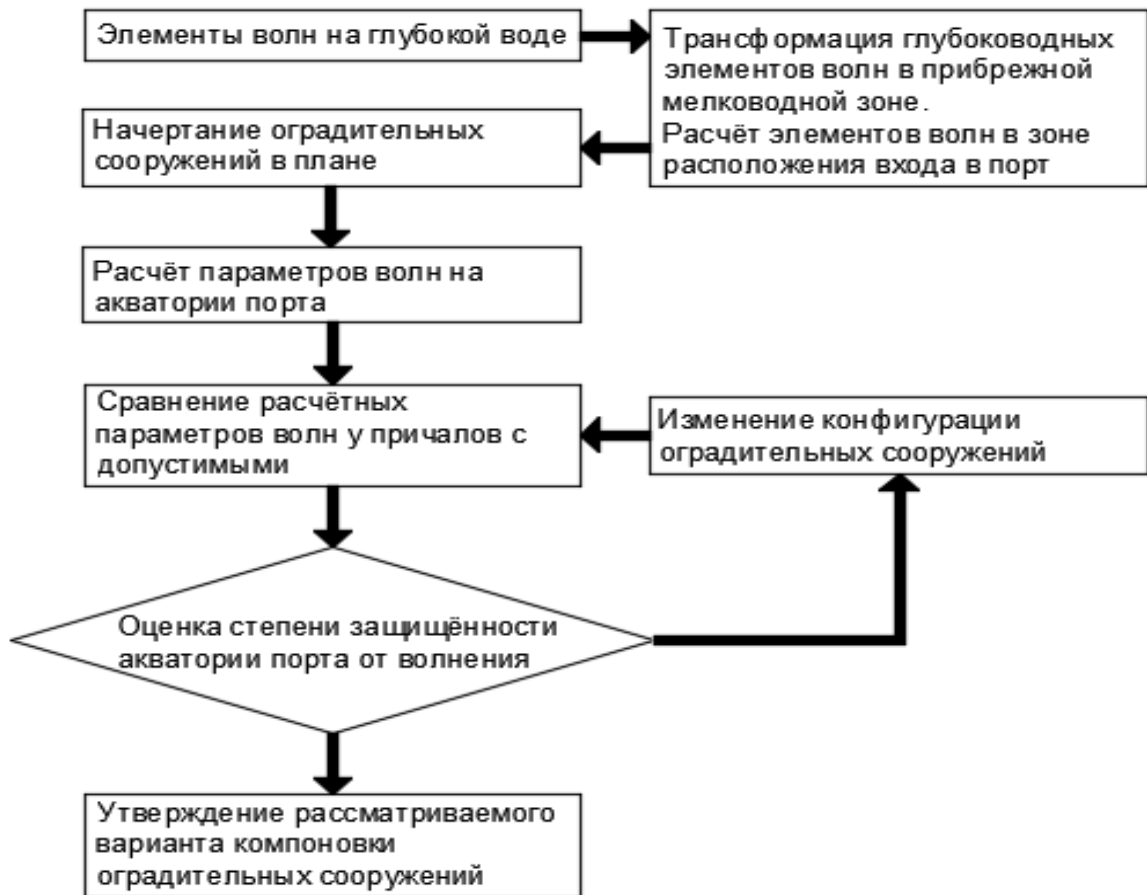 Элементы волн на глубокой воде
Трансформация глубоководных
элементов волн в прибрежной
мелководной зоне.
Расчёт элементов волн в зоне
расположения входа в порт
Начертание оградительных
сооружений в плане
Расчёт параметров волн на
акватории порта
Сравнение расчётных
параметров волн у причалов с
допустимыми
Изменение конфигурации
оградительных сооружений
Оценка степени защищённости
акватории порта от волнения
Утверждение рассматриваемого
варианта компоновки
оградительных сооружений